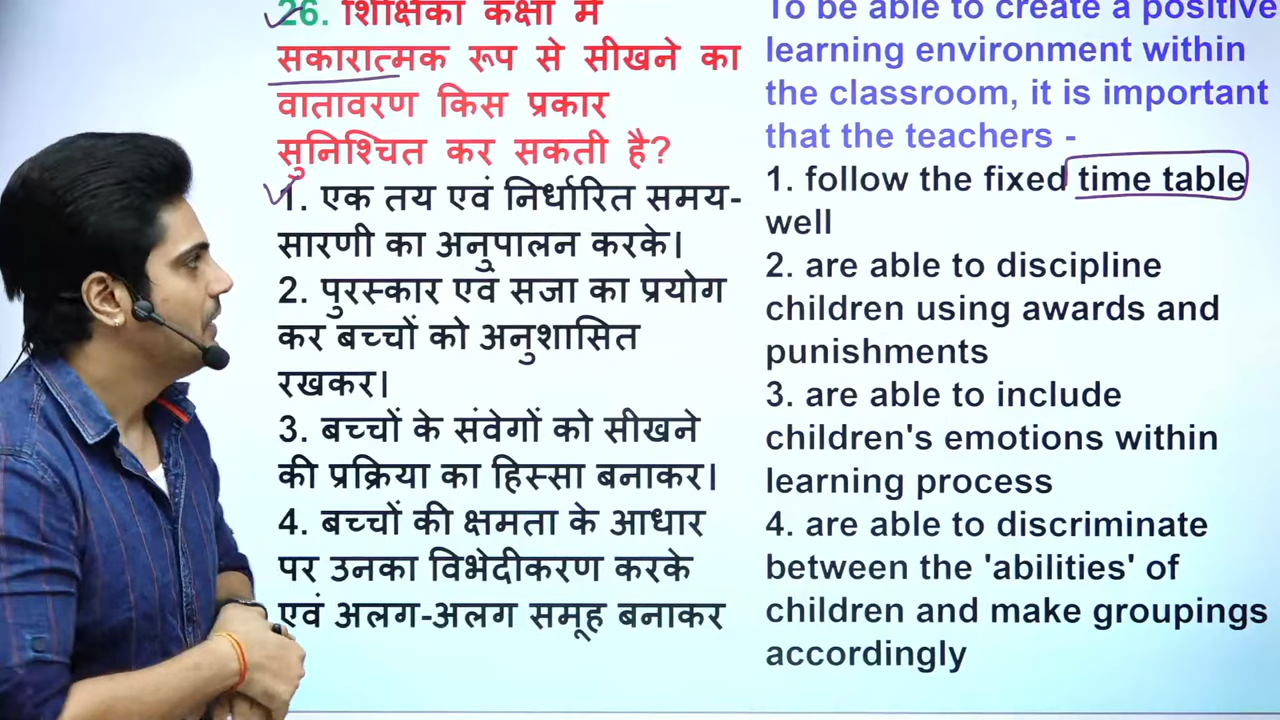 26. शिक्षिका कक्षा में
सकारात्मक रूप से सीखने का
वातावरण किस प्रकार
सुनिश्चित कर सकती है?
1. एक तय एवं निर्धारित समय-
सारणी का अनुपालन करके।
2. पुरस्कार एवं सजा का प्रयोग
कर बच्चों को अनुशासित
रखकर।
3. बच्चों के संवेगों को सीखने
की प्रक्रिया का हिस्सा बनाकर।
4. बच्चों की क्षमता के आधार
पर उनका विभेदीकरण करके
एवं अलग-अलग समूह बनाकर
To be able to create a positive
learning environment within
the classroom, it is important
that the teachers -
1. follow the fixed time table
well
2. are able to discipline
children using awards and
punishments
3. are able to include
children's emotions within
learning process
4. are able to discriminate
between the 'abilities' of
children and make groupings
accordingly